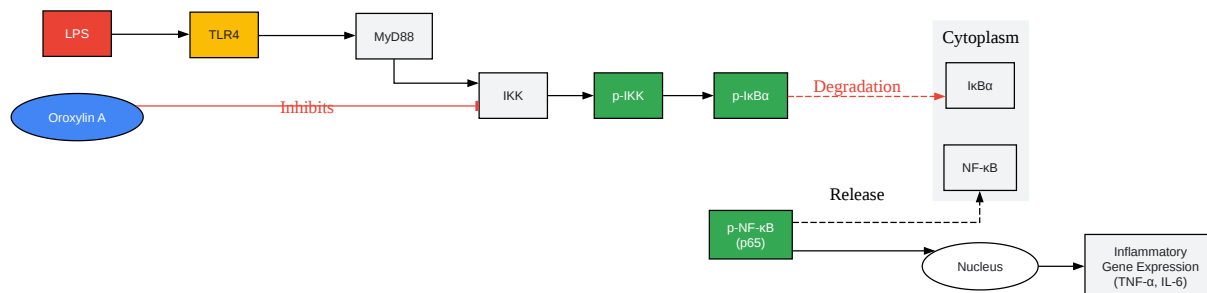 LPS
TLR4
MyD88
Cytoplasm
IKK
p-IKK
p-IκBα
Degradation
IκBα
Oroxylin A
Inhibits
NF-κB
Release
p-NF-κB
(p65)
Nucleus
Inflammatory
Gene Expression
(TNF-α, IL-6)